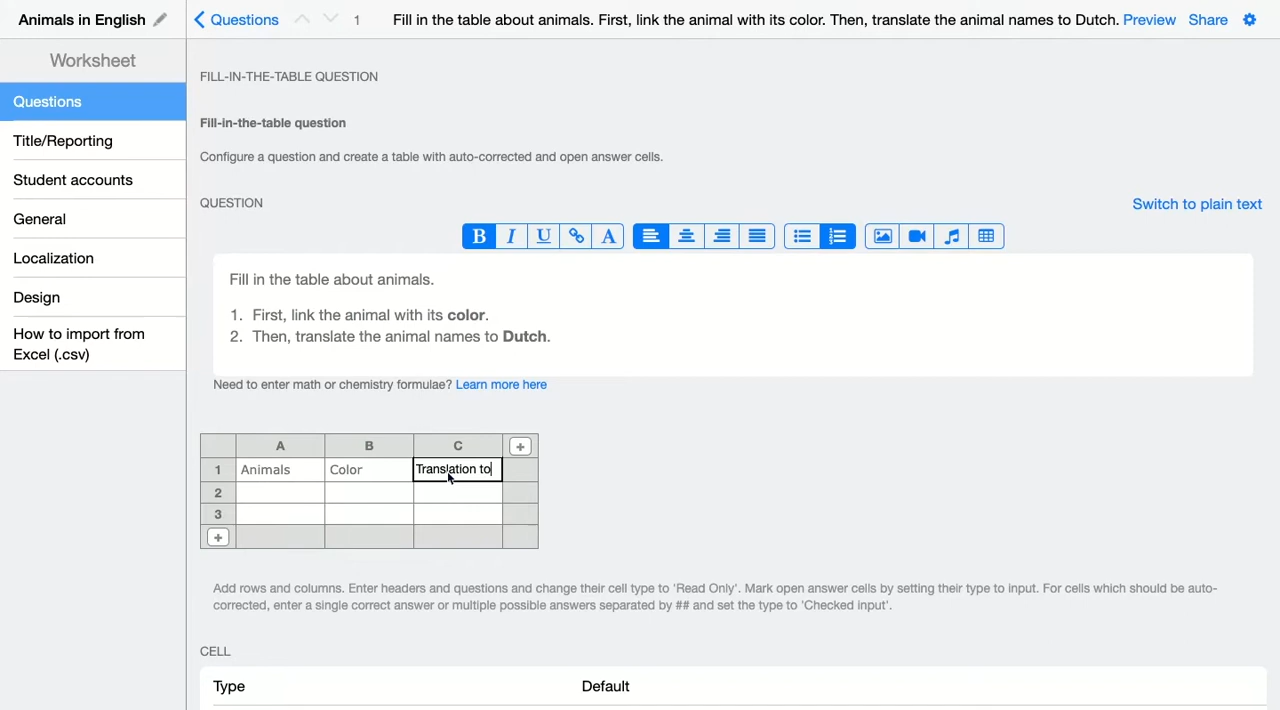 Animals in English
Questions 1 Fill in the table about animals. First, link the animal with its color. Then, translate the animal names to Dutch. Preview Share
Worksheet
Questions
Title/Reporting
Student accounts
General
Localization
Design
How to import from
Excel (.csv)
FILL-IN-THE-TABLE QUESTION
Fill-in-the-table question
Configure a question and create a table with auto-corrected and open answer cells.
QUESTION
Switch to plain text
B I U A
Fill in the table about animals.
1. First, link the animal with its color.
2. Then, translate the animal names to Dutch.
Need to enter math or chemistry formulae? Learn more here
A B C +
1 Animals Color Translation to
2
3
+
Add rows and columns. Enter headers and questions and change their cell type to 'Read Only'. Mark open answer cells by setting their type to input. For cells which should be auto-
corrected, enter a single correct answer or multiple possible answers separated by ## and set the type to 'Checked input'.
CELL
Type Default